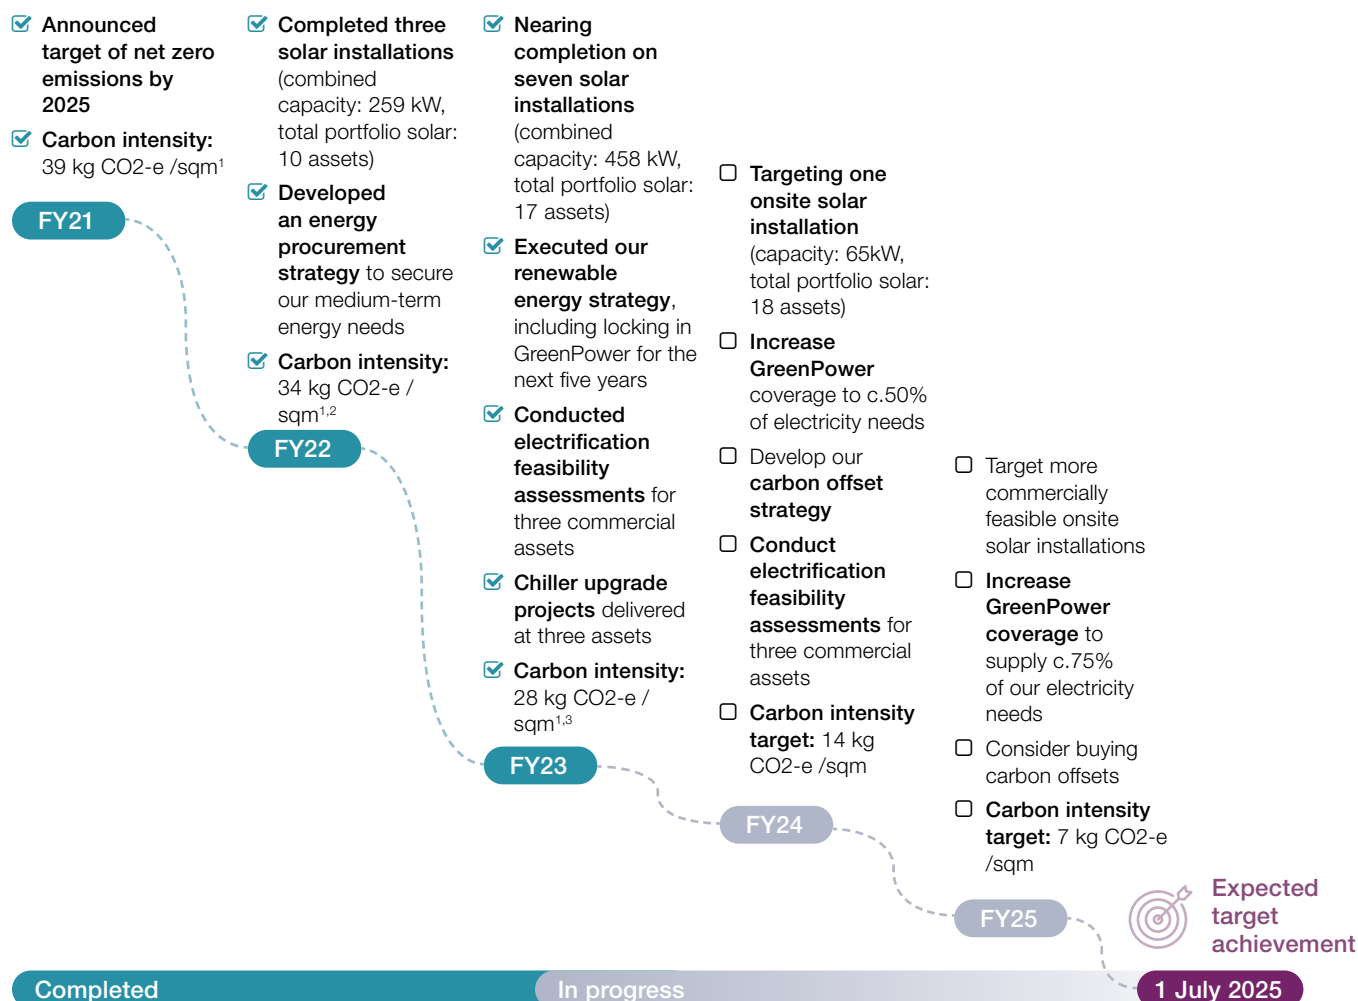 Announced
target of net zero
emissions by
2025
Carbon intensity:
39 kg CO2-e /sqm1
FY21
Completed three
solar installations
(combined
capacity: 259 kW,
total portfolio solar:
10 assets)
Developed
an energy
procurement
strategy to secure
our medium-term
energy needs
Carbon intensity:
34 kg CO2-e /
sqm1,2
FY22
Nearing
completion on
seven solar
installations
(combined
capacity: 458 kW,
total portfolio solar:
17 assets)
Executed our
renewable
energy strategy,
including locking in
GreenPower for the
next five years
Conducted
electrification
feasibility
assessments for
three commercial
assets
Chiller upgrade
projects delivered
at three assets
Carbon intensity:
28 kg CO2-e /
sqm1,3
FY23
Targeting one
onsite solar
installation
(capacity: 65kW,
total portfolio solar:
18 assets)
Increase
GreenPower
coverage to c.50%
of electricity needs
Develop our
carbon offset
strategy
Conduct
electrification
feasibility
assessments for
three commercial
assets
Carbon intensity
target: 14 kg
CO2-e /sqm
FY24
Target more
commercially
feasible onsite
solar installations
Increase
GreenPower
coverage to
supply c.75%
of our electricity
needs
Consider buying
carbon offsets
Carbon intensity
target: 7 kg CO2-e
/sqm
FY25
Expected
target
achievement
Completed
In progress
1 July 2025